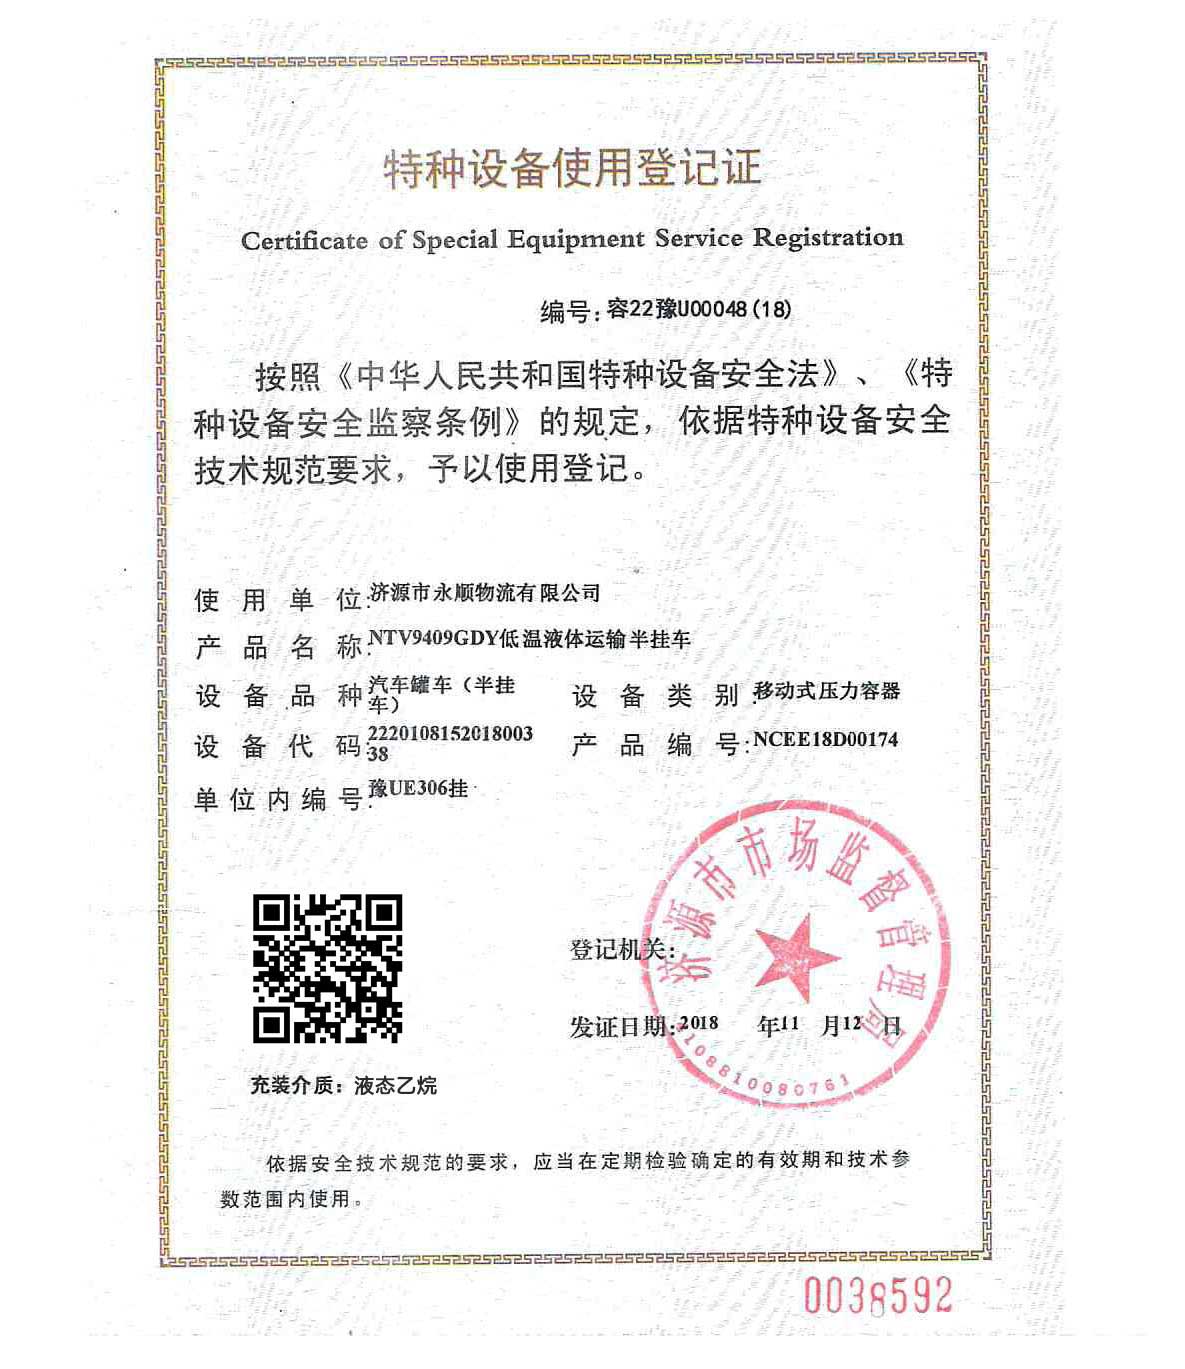 特种设备使用登记证
Certificate of Special Equipment Service Registration
编号:容22豫U00048(18)
按照《中华人民共和国特种设备安全法》、《特
种设备安全监察条例》的规定，依据特种设备安全
技术规范要求，予以使用登记。
使用单位:济源市永顺物流有限公司
产品名称:NTV9409GDY低温液体运输半挂车
设备品种:汽车罐车（半挂
车）
设备类别:移动式压力容器
设备代码:2220108152018003
38
产品编号:NCEE18D00174
单位内编号:豫UE306挂
济源市市场监督管理局
登记机关:
发证日期:2018 年11 月12 日
4108810080761
充装介质：液态乙烷
依据安全技术规范的要求，应当在定期检验确定的有效期和技术参
数范围内使用。
0038592